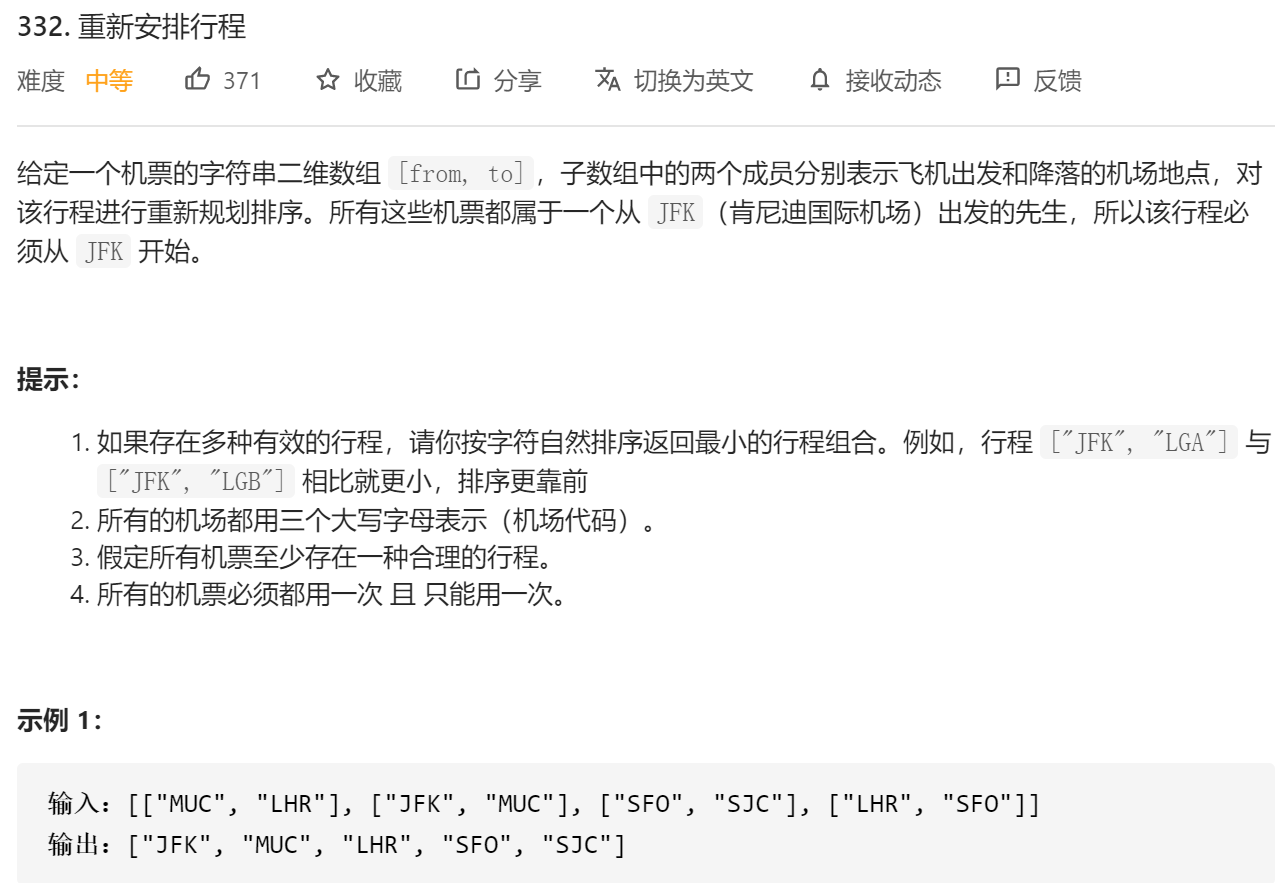 332. 重新安排行程
难度 中等 371 收藏 分享 切换为英文 接收动态 反馈
给定一个机票的字符串二维数组 [from, to]，子数组中的两个成员分别表示飞机出发和降落的机场地点，对
该行程进行重新规划排序。所有这些机票都属于一个从 JFK（肯尼迪国际机场）出发的先生，所以该行程必
须从 JFK 开始。
提示：
1. 如果存在多种有效的行程，请你按字符自然排序返回最小的行程组合。例如，行程 ["JFK", "LGA"] 与
["JFK", "LGB"] 相比就更小，排序更靠前
2. 所有的机场都用三个大写字母表示（机场代码）。
3. 假定所有机票至少存在一种合理的行程。
4. 所有的机票必须都用一次 且 只能用一次。
示例 1：
输入：[["MUC", "LHR"], ["JFK", "MUC"], ["SFO", "SJC"], ["LHR", "SFO"]]
输出：["JFK", "MUC", "LHR", "SFO", "SJC"]